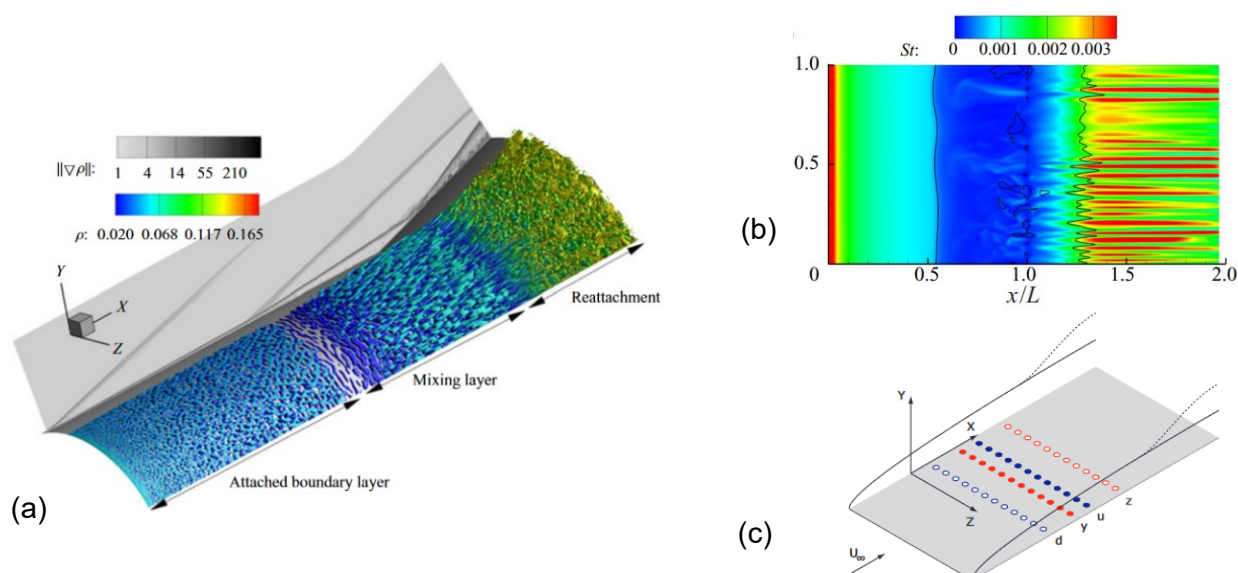 ||∇ρ||: 1 4 14 55 210
ρ: 0.020 0.068 0.117 0.165
Y
X
Z
Reattachment
Mixing layer
Attached boundary layer
(a)
St: 0 0.001 0.002 0.003
1.0
0.5
0
0.5 1.0 1.5 2.0
x/L
(b)
Y
X
Z
z
u
y
d
U∞
(c)